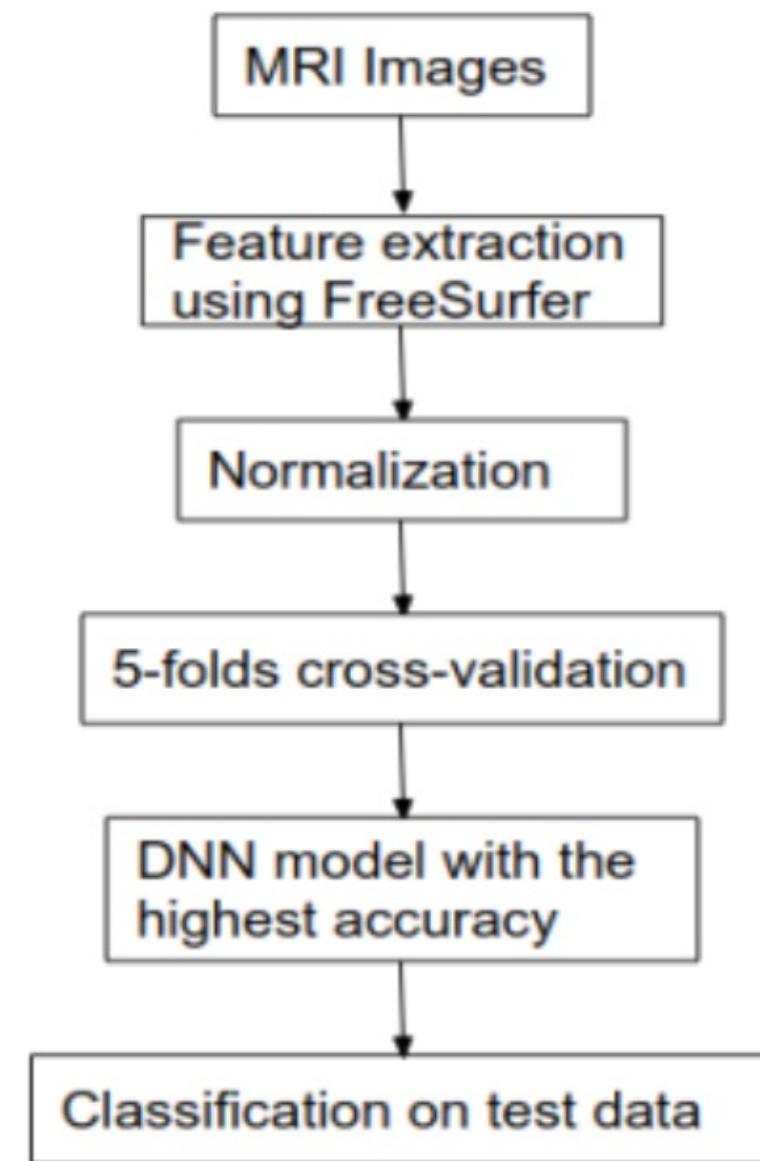 MRI Images
Feature extraction
using FreeSurfer
Normalization
5-folds cross-validation
DNN model with the
highest accuracy
Classification on test data